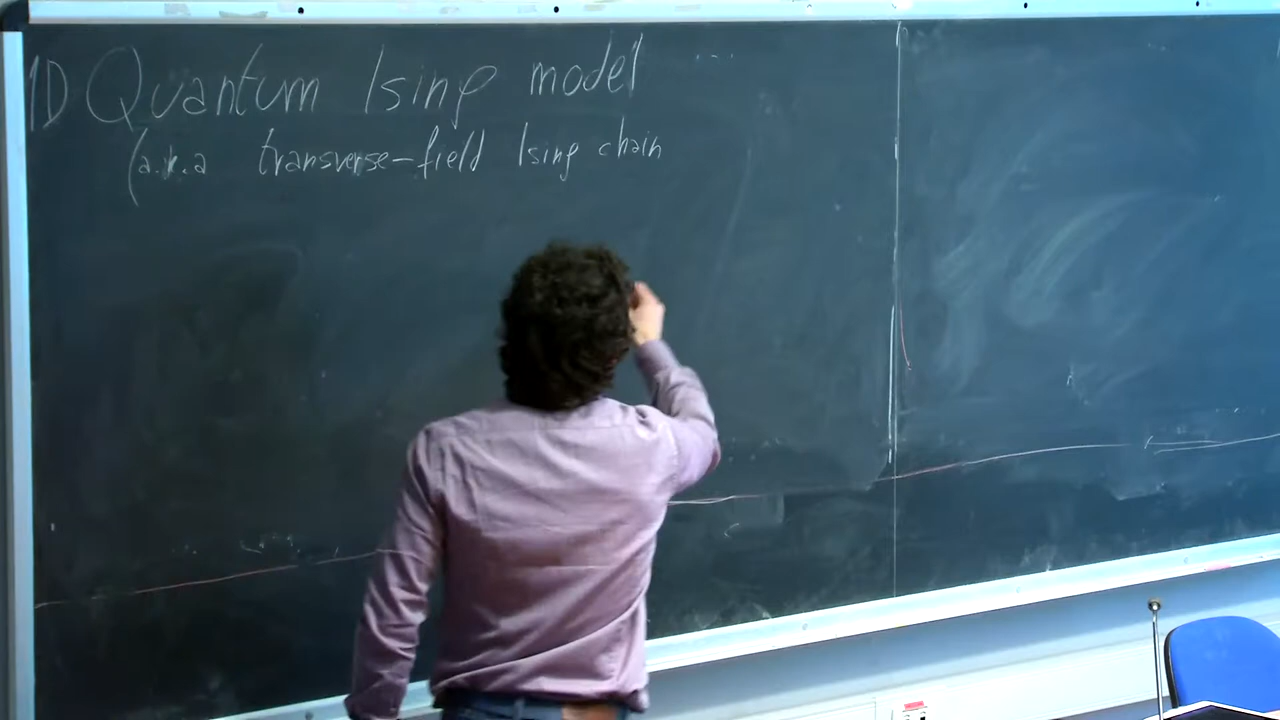 1D Quantum Ising model ...
(a.k.a transverse-field Ising chain